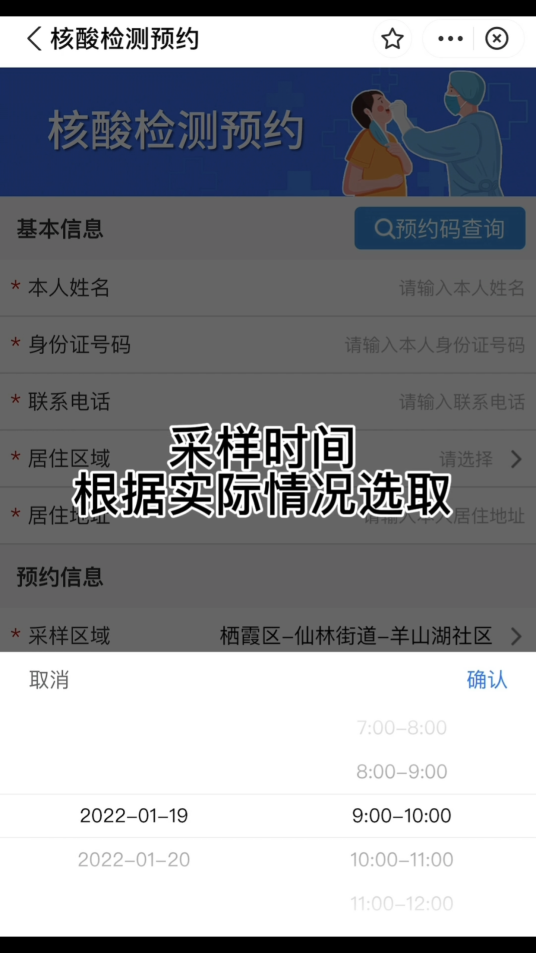 核酸检测预约
核酸检测预约
基本信息
预约码查询
* 本人姓名 请输入本人姓名
* 身份证号码 请输入本人身份证号码
* 联系电话 请输入联系电话
* 居住区域 请选择
采样时间
根据实际情况选取
* 居住地址 请输入本人居住地址
预约信息
* 采样区域 栖霞区-仙林街道-羊山湖社区
取消 确认
7:00-8:00
8:00-9:00
2022-01-19 9:00-10:00
2022-01-20 10:00-11:00
11:00-12:00